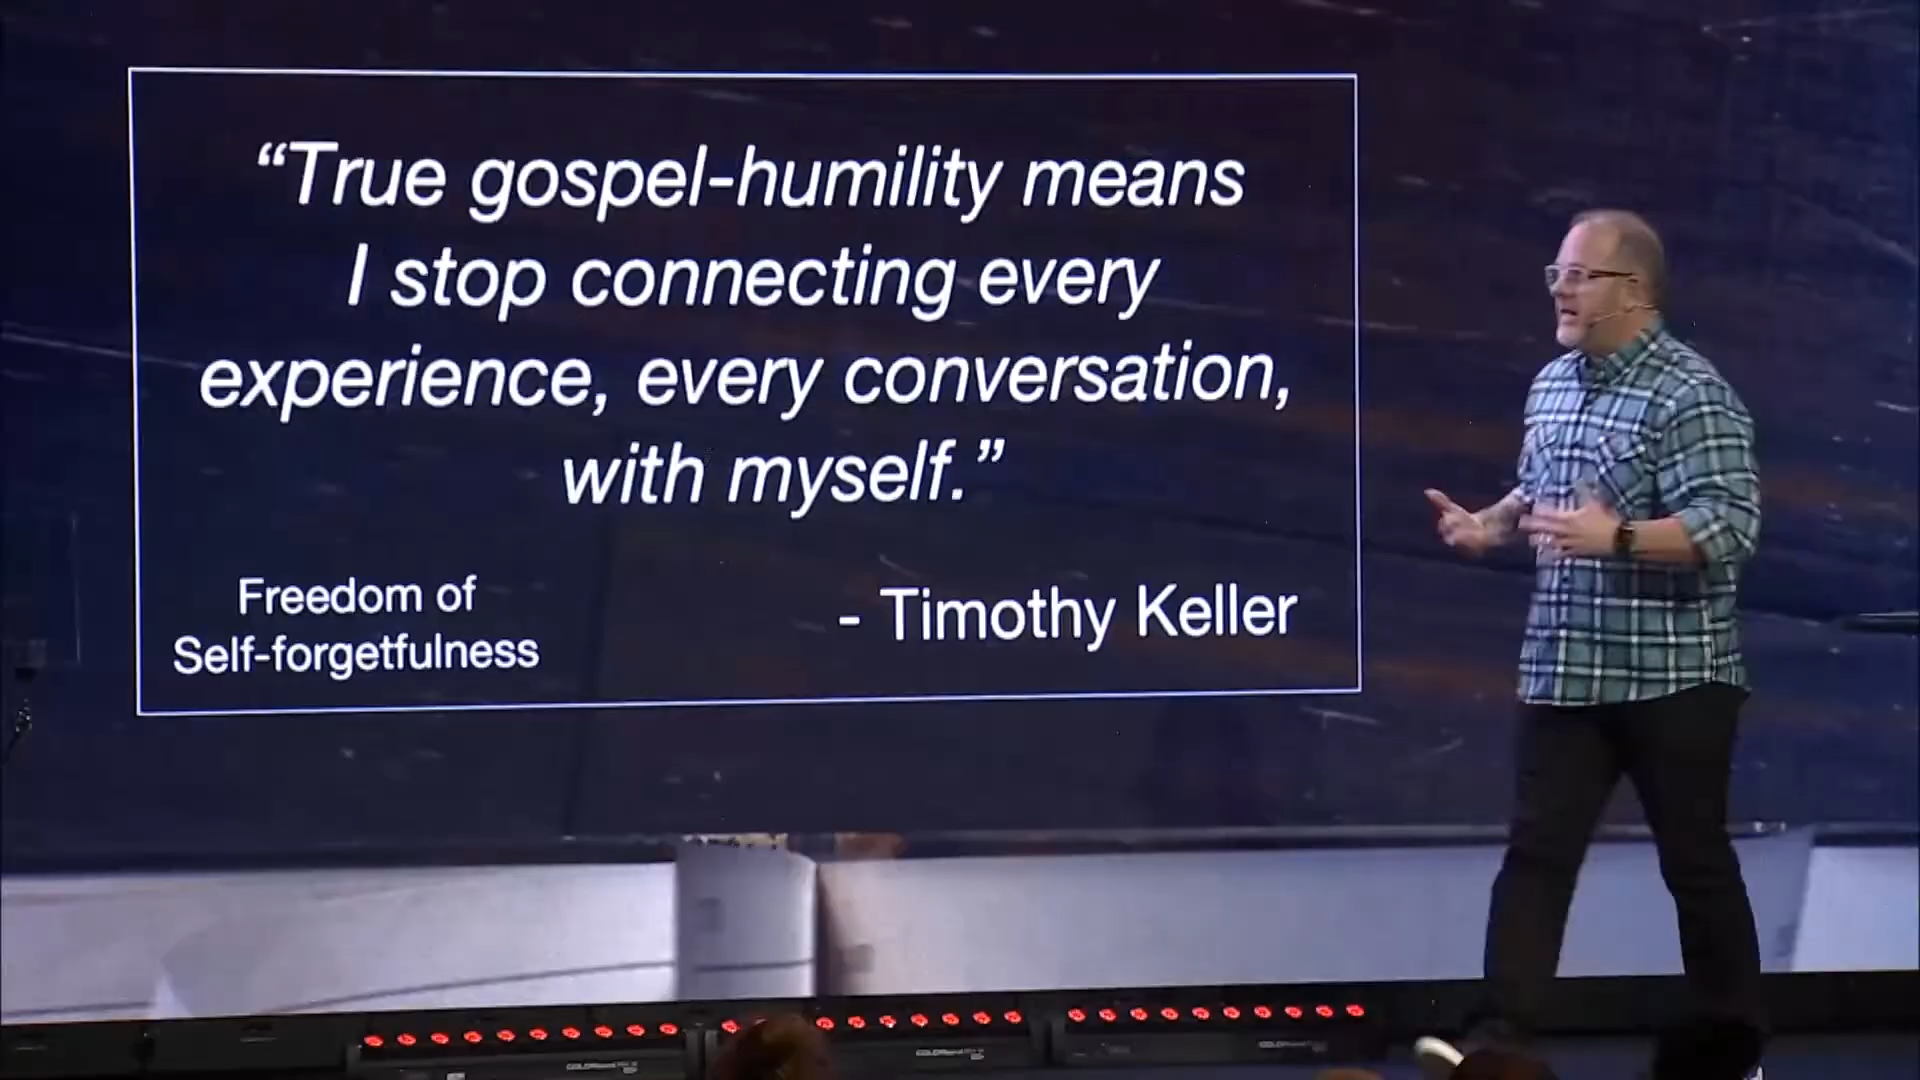 “True gospel-humility means
I stop connecting every
experience, every conversation,
with myself.”
Freedom of
Self-forgetfulness
- Timothy Keller